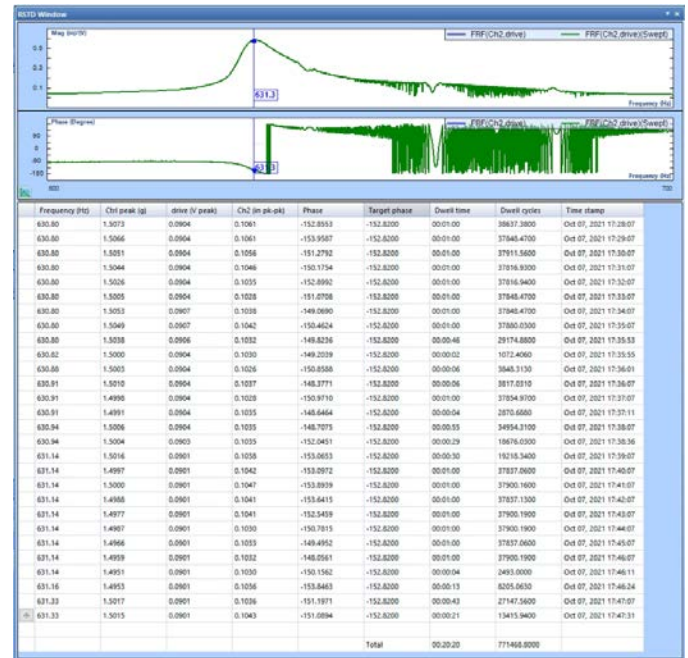 RSTD Window
Mag (in)/(V)
FRF(Ch2,drive) FRF(Ch2,drive)(Swept)
0.3
0.1
631.3
Frequency (Hz)
Phase (Degree)
FRF(Ch2,drive) FRF(Ch2,drive)(Swept)
90
0
-90
631.3
-180
Frequency (Hz)
600 700
Frequency (Hz) Ctrl peak (g) drive (V peak) Ch2 (in pk-pk) Phase Target phase Dwell time Dwell cycles Time stamp
630.80 1.5073 0.0904 0.1061 -152.8553 -152.8200 00:01:00 38637.3800 Oct 07, 2021 17:28:07
630.80 1.5066 0.0904 0.1061 -153.9587 -152.8200 00:01:00 37848.4700 Oct 07, 2021 17:29:07
630.80 1.5051 0.0904 0.1056 -151.2792 -152.8200 00:01:00 37911.5600 Oct 07, 2021 17:30:07
630.80 1.5044 0.0904 0.1046 -150.1754 -152.8200 00:01:00 37816.9300 Oct 07, 2021 17:31:07
630.80 1.5026 0.0904 0.1035 -152.8992 -152.8200 00:01:00 37816.9400 Oct 07, 2021 17:32:07
630.80 1.5005 0.0904 0.1028 -151.0708 -152.8200 00:01:00 37848.4700 Oct 07, 2021 17:33:07
630.80 1.5053 0.0907 0.1038 -149.0690 -152.8200 00:01:00 37848.4700 Oct 07, 2021 17:34:07
630.80 1.5049 0.0907 0.1042 -150.4624 -152.8200 00:01:00 37880.0300 Oct 07, 2021 17:35:07
630.80 1.5038 0.0906 0.1032 -149.8236 -152.8200 00:00:46 29174.8800 Oct 07, 2021 17:35:53
630.82 1.5000 0.0904 0.1030 -149.2039 -152.8200 00:00:02 1072.4060 Oct 07, 2021 17:35:55
630.88 1.5003 0.0904 0.1026 -150.8588 -152.8200 00:00:06 3848.3130 Oct 07, 2021 17:36:01
630.91 1.5010 0.0904 0.1037 -148.3771 -152.8200 00:00:06 3817.0310 Oct 07, 2021 17:36:07
630.91 1.4998 0.0904 0.1028 -150.9710 -152.8200 00:01:00 37854.9700 Oct 07, 2021 17:37:07
630.91 1.4991 0.0904 0.1035 -148.6464 -152.8200 00:00:04 2870.6880 Oct 07, 2021 17:37:11
630.94 1.5006 0.0904 0.1035 -148.7075 -152.8200 00:00:55 34954.3100 Oct 07, 2021 17:38:07
630.94 1.5004 0.0903 0.1035 -152.0451 -152.8200 00:00:29 18676.0300 Oct 07, 2021 17:38:36
631.14 1.5016 0.0901 0.1058 -153.0653 -152.8200 00:00:30 19218.3400 Oct 07, 2021 17:39:07
631.14 1.4997 0.0901 0.1042 -153.0972 -152.8200 00:01:00 37837.0600 Oct 07, 2021 17:40:07
631.14 1.5000 0.0901 0.1047 -153.8939 -152.8200 00:01:00 37900.1600 Oct 07, 2021 17:41:07
631.14 1.4988 0.0901 0.1041 -153.6415 -152.8200 00:01:00 37837.1300 Oct 07, 2021 17:42:07
631.14 1.4977 0.0901 0.1041 -152.5459 -152.8200 00:01:00 37900.1900 Oct 07, 2021 17:43:07
631.14 1.4987 0.0901 0.1030 -150.7815 -152.8200 00:01:00 37900.1900 Oct 07, 2021 17:44:07
631.14 1.4966 0.0901 0.1033 -149.4952 -152.8200 00:01:00 37837.0600 Oct 07, 2021 17:45:07
631.14 1.4959 0.0901 0.1032 -148.0561 -152.8200 00:01:00 37900.1900 Oct 07, 2021 17:46:07
631.14 1.4951 0.0901 0.1030 -150.1562 -152.8200 00:00:04 2493.0000 Oct 07, 2021 17:46:11
631.16 1.4953 0.0901 0.1036 -153.8463 -152.8200 00:00:13 8205.0630 Oct 07, 2021 17:46:24
631.33 1.5017 0.0901 0.1036 -151.1971 -152.8200 00:00:43 27147.5600 Oct 07, 2021 17:47:07
631.33 1.5015 0.0901 0.1043 -151.0894 -152.8200 00:00:21 13415.9400 Oct 07, 2021 17:47:31
Total 00:20:20 771468.8000